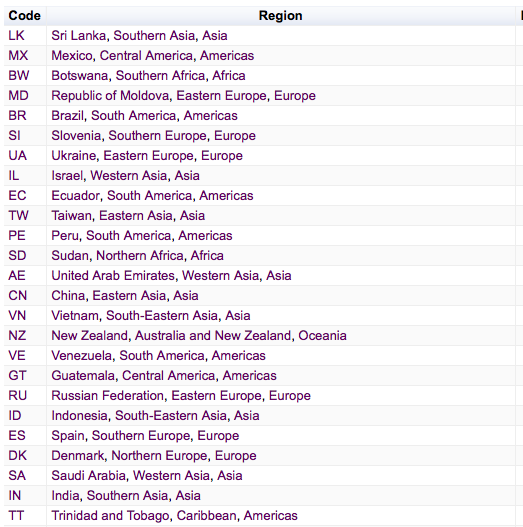 Code Region
LK Sri Lanka, Southern Asia, Asia
MX Mexico, Central America, Americas
BW Botswana, Southern Africa, Africa
MD Republic of Moldova, Eastern Europe, Europe
BR Brazil, South America, Americas
SI Slovenia, Southern Europe, Europe
UA Ukraine, Eastern Europe, Europe
IL Israel, Western Asia, Asia
EC Ecuador, South America, Americas
TW Taiwan, Eastern Asia, Asia
PE Peru, South America, Americas
SD Sudan, Northern Africa, Africa
AE United Arab Emirates, Western Asia, Asia
CN China, Eastern Asia, Asia
VN Vietnam, South-Eastern Asia, Asia
NZ New Zealand, Australia and New Zealand, Oceania
VE Venezuela, South America, Americas
GT Guatemala, Central America, Americas
RU Russian Federation, Eastern Europe, Europe
ID Indonesia, South-Eastern Asia, Asia
ES Spain, Southern Europe, Europe
DK Denmark, Northern Europe, Europe
SA Saudi Arabia, Western Asia, Asia
IN India, Southern Asia, Asia
TT Trinidad and Tobago, Caribbean, Americas